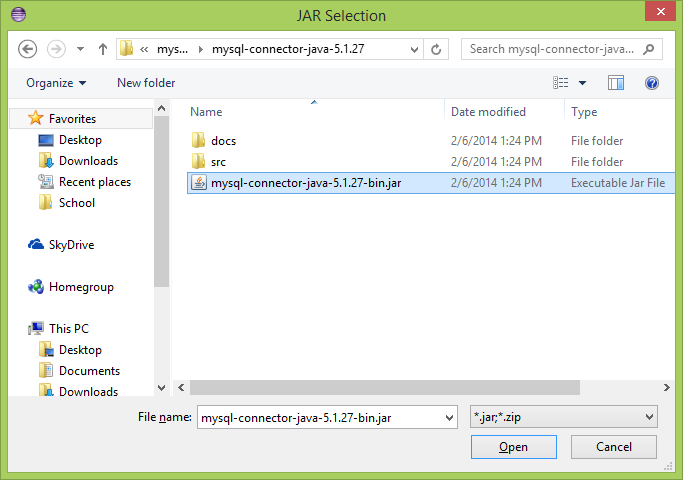 JAR Selection
« mys... mysql-connector-java-5.1.27
Search mysql-connector-java...
Organize New folder
Name Date modified Type
docs 2/6/2014 1:24 PM File folder
src 2/6/2014 1:24 PM File folder
mysql-connector-java-5.1.27-bin.jar 2/6/2014 1:24 PM Executable Jar File
Favorites
Desktop
Downloads
Recent places
School
SkyDrive
Homegroup
This PC
Desktop
Documents
Downloads
File name: mysql-connector-java-5.1.27-bin.jar *.jar;*.zip
Open Cancel